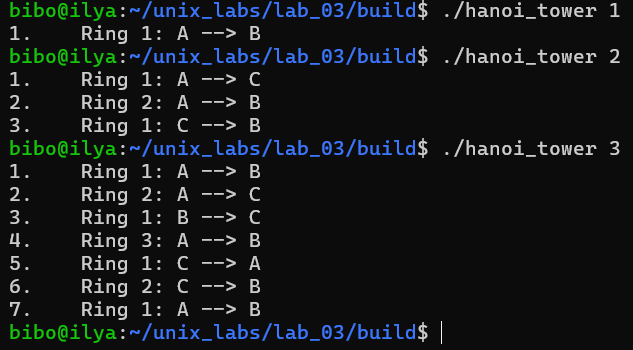 bibo@ilya:~/unix_labs/lab_03/build$ ./hanoi_tower 1
1.    Ring 1: A --> B
bibo@ilya:~/unix_labs/lab_03/build$ ./hanoi_tower 2
1.    Ring 1: A --> C
2.    Ring 2: A --> B
3.    Ring 1: C --> B
bibo@ilya:~/unix_labs/lab_03/build$ ./hanoi_tower 3
1.    Ring 1: A --> B
2.    Ring 2: A --> C
3.    Ring 1: B --> C
4.    Ring 3: A --> B
5.    Ring 1: C --> A
6.    Ring 2: C --> B
7.    Ring 1: A --> B
bibo@ilya:~/unix_labs/lab_03/build$